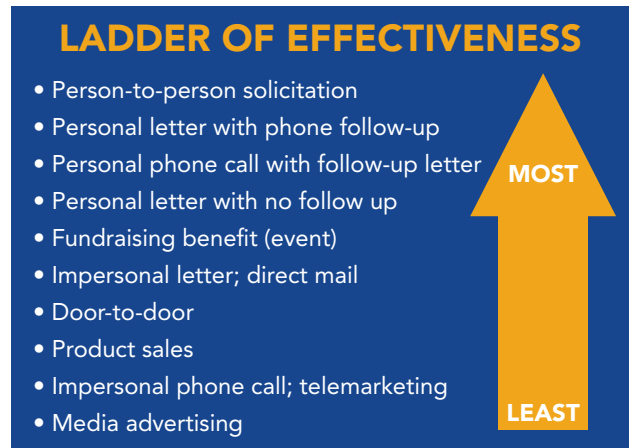 LADDER OF EFFECTIVENESS
• Person-to-person solicitation
• Personal letter with phone follow-up
• Personal phone call with follow-up letter
• Personal letter with no follow up
• Fundraising benefit (event)
• Impersonal letter; direct mail
• Door-to-door
• Product sales
• Impersonal phone call; telemarketing
• Media advertising
MOST
LEAST